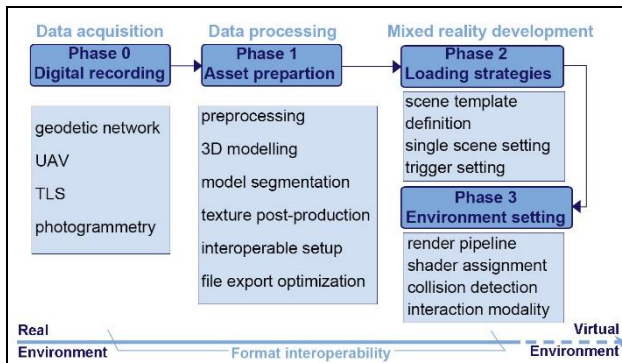 Data acquisition
Phase 0
Digital recording
geodetic network
UAV
TLS
photogrammetry
Data processing
Phase 1
Asset prepartion
preprocessing
3D modelling
model segmentation
texture post-production
interoperable setup
file export optimization
Mixed reality development
Phase 2
Loading strategies
scene template
definition
single scene setting
trigger setting
Phase 3
Environment setting
render pipeline
shader assignment
collision detection
interaction modality
Real
Environment
Format interoperability
Virtual
Environment